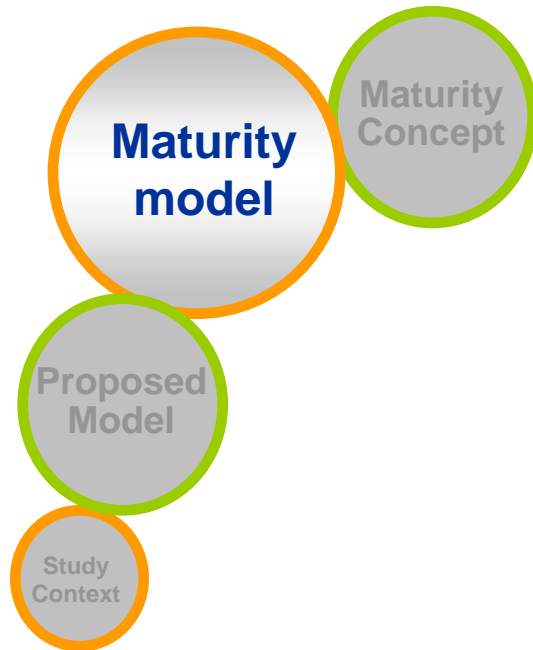 Maturity
model
Maturity
Concept
Proposed
Model
Study
Context